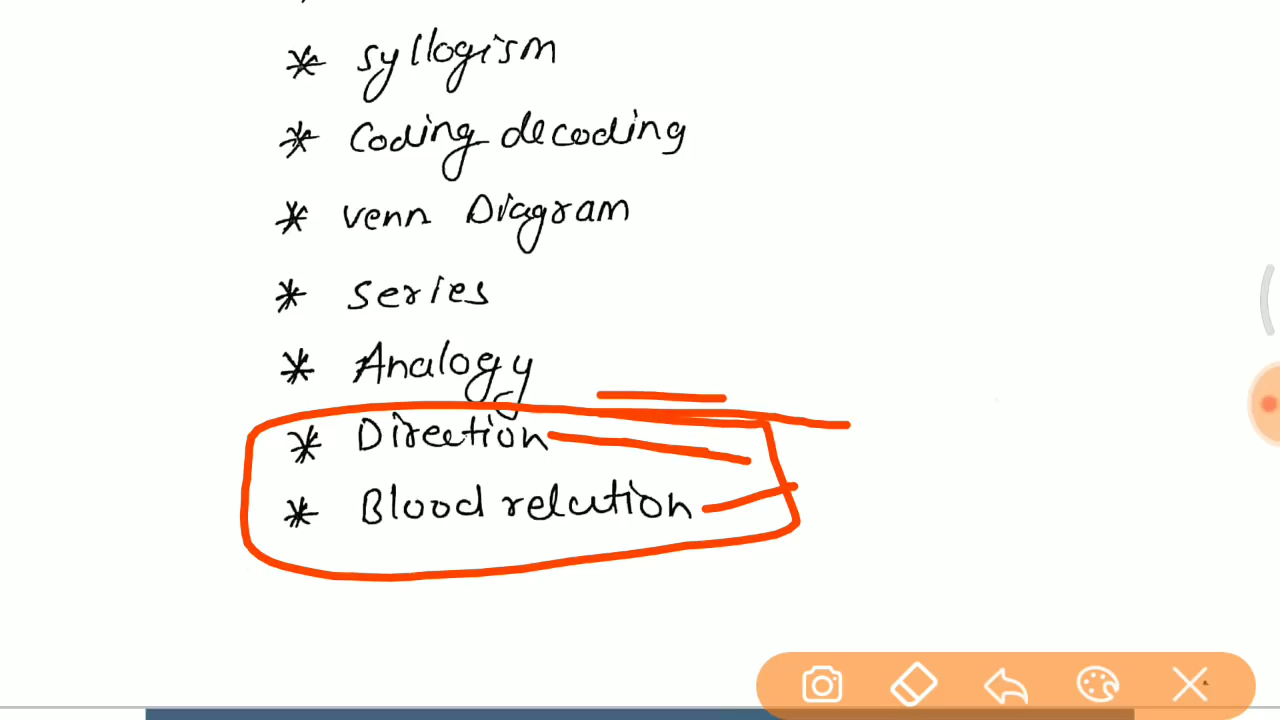 * syllogism
* Coding decoding
* venn Diagram
* series
* Analogy
* Direction
* Blood relation